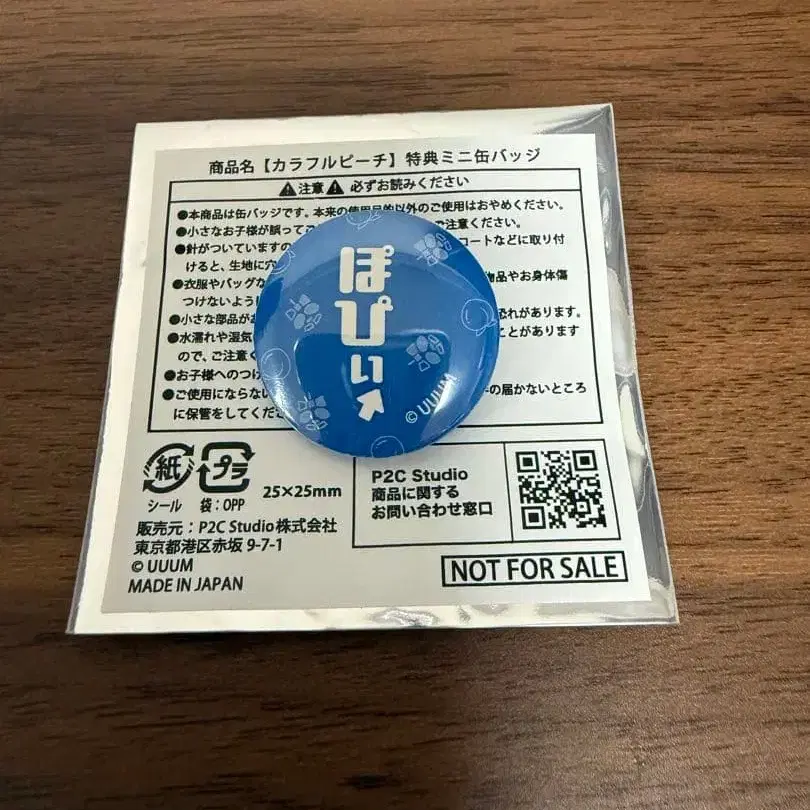 商品名【カラフルピーチ】特典ミニ缶バッジ
注意 必ずお読みください
●本商品は缶バッジです。本来の使用目的以外のご使用はおやめください。
●小さなお子様が誤って ご注意ください。
●針がついていますの コートなどに取り付
けると、生地に穴
●衣服やバッグな 物品やお身体傷
つけないよう
●小さな部品が 恐れがあります。
●水濡れや湿気 ことがあります
ので、ご注意く
●お子様へのつけ
●ご使用にならない の届かないところ
に保管をしてくだ
ぽぴぃ
© UUUM
紙
プラ
シール 袋:OPP 25×25mm
販売元:P2C Studio株式会社
東京都港区赤坂 9-7-1
© UUUM
MADE IN JAPAN
P2C Studio
商品に関する
お問い合わせ窓口
NOT FOR SALE